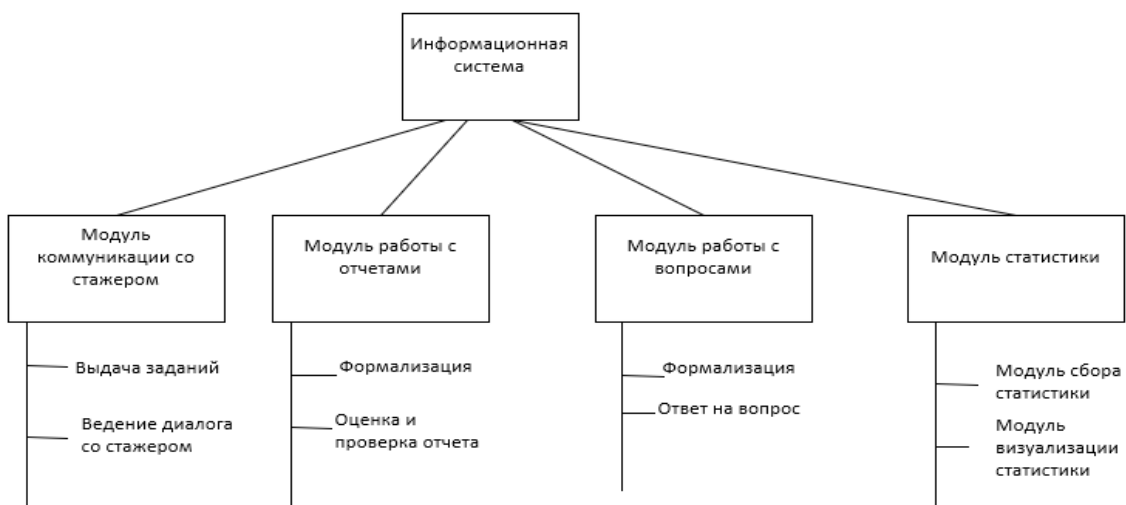 Информационная
система
Модуль
коммуникации со
стажером
Выдача заданий
Ведение диалога
со стажером
Модуль работы с
отчетами
Формализация
Оценка и
проверка отчета
Модуль работы с
вопросами
Формализация
Ответ на вопрос
Модуль статистики
Модуль сбора
статистики
Модуль
визуализации
статистики